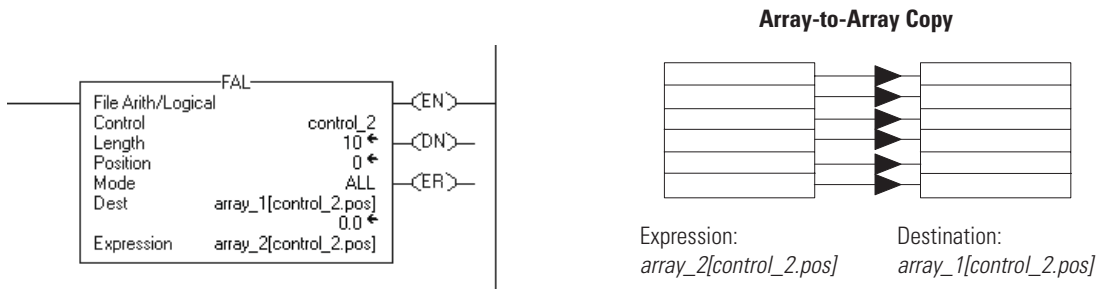 FAL
File Arith/Logical
Control control_2
Length 10
Position 0
Mode ALL
Dest array_1[control_2.pos]
0.0
Expression array_2[control_2.pos]
EN
DN
ER
Array-to-Array Copy
Expression:
array_2[control_2.pos]
Destination:
array_1[control_2.pos]